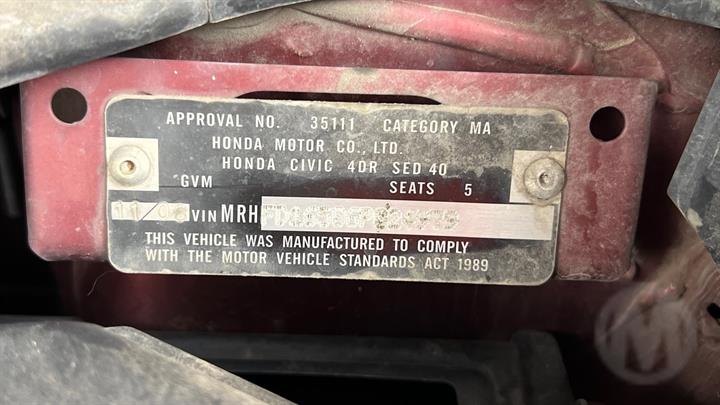 APPROVAL NO. 35111 CATEGORY MA
HONDA MOTOR CO., LTD.
HONDA CIVIC 4DR SED 40
GVM SEATS 5
VIN MRH
THIS VEHICLE WAS MANUFACTURED TO COMPLY
WITH THE MOTOR VEHICLE STANDARDS ACT 1989
M